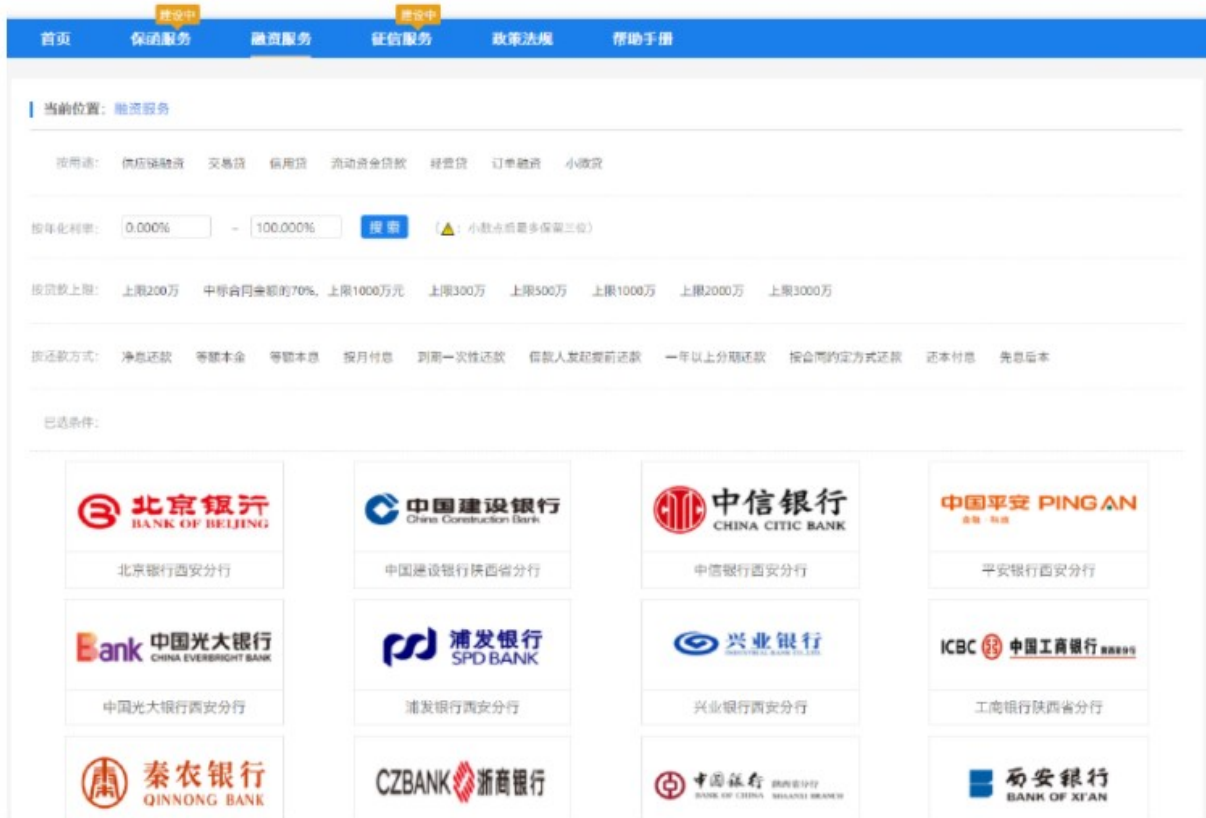 建设中 建设中
首页 保函服务 融资服务 征信服务 政策法规 帮助手册
当前位置：融资服务
按用途： 供应链融资 交易贷 信用贷 流动资金贷款 经营贷 订单融资 小微贷
按年化利率： 0.000% - 100.000% 搜索 （ ：小数点后最多保留三位）
按贷款上限： 上限200万 中标合同金额的70%，上限1000万元 上限300万 上限500万 上限1000万 上限2000万 上限3000万
按还款方式： 净息还款 等额本金 等额本息 按月付息 到期一次性还款 借款人发起提前还款 一年以上分期还款 按合同约定方式还款 还本付息 先息后本
已选条件：
北京银行 中国建设银行 中信银行 中国平安 PINGAN
BANK OF BEIJING China Construction Bank CHINA CITIC BANK 金融·科技
北京银行西安分行 中国建设银行陕西省分行 中信银行西安分行 平安银行西安分行
Bank 中国光大银行 浦发银行 兴业银行 ICBC 中国工商银行
CHINA EVERBRIGHT BANK SPD BANK INDUSTRIAL BANK CO.,LTD.
中国光大银行西安分行 浦发银行西安分行 兴业银行西安分行 工商银行陕西省分行
秦农银行 CZBANK 浙商银行 中国银行 陕西省分行 西安银行
QINNONG BANK BANK OF CHINA SHAANXI BRANCH BANK OF XI'AN